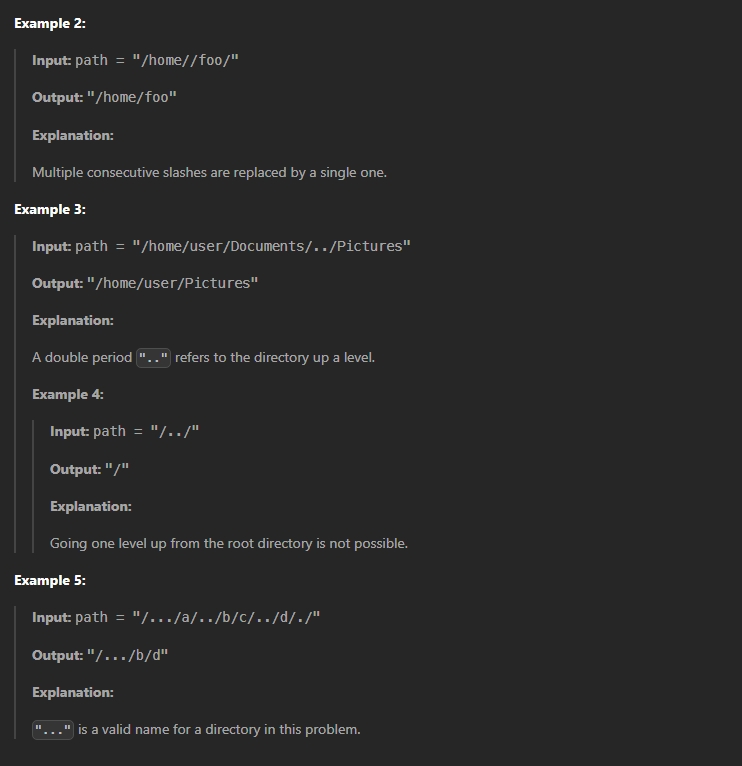 Example 2:
Input: path = "/home//foo/"
Output: "/home/foo"
Explanation:
Multiple consecutive slashes are replaced by a single one.
Example 3:
Input: path = "/home/user/Documents/../Pictures"
Output: "/home/user/Pictures"
Explanation:
A double period ".." refers to the directory up a level.
Example 4:
Input: path = "/../"
Output: "/"
Explanation:
Going one level up from the root directory is not possible.
Example 5:
Input: path = "/.../a/../b/c/../d/./"
Output: "/.../b/d"
Explanation:
"..." is a valid name for a directory in this problem.